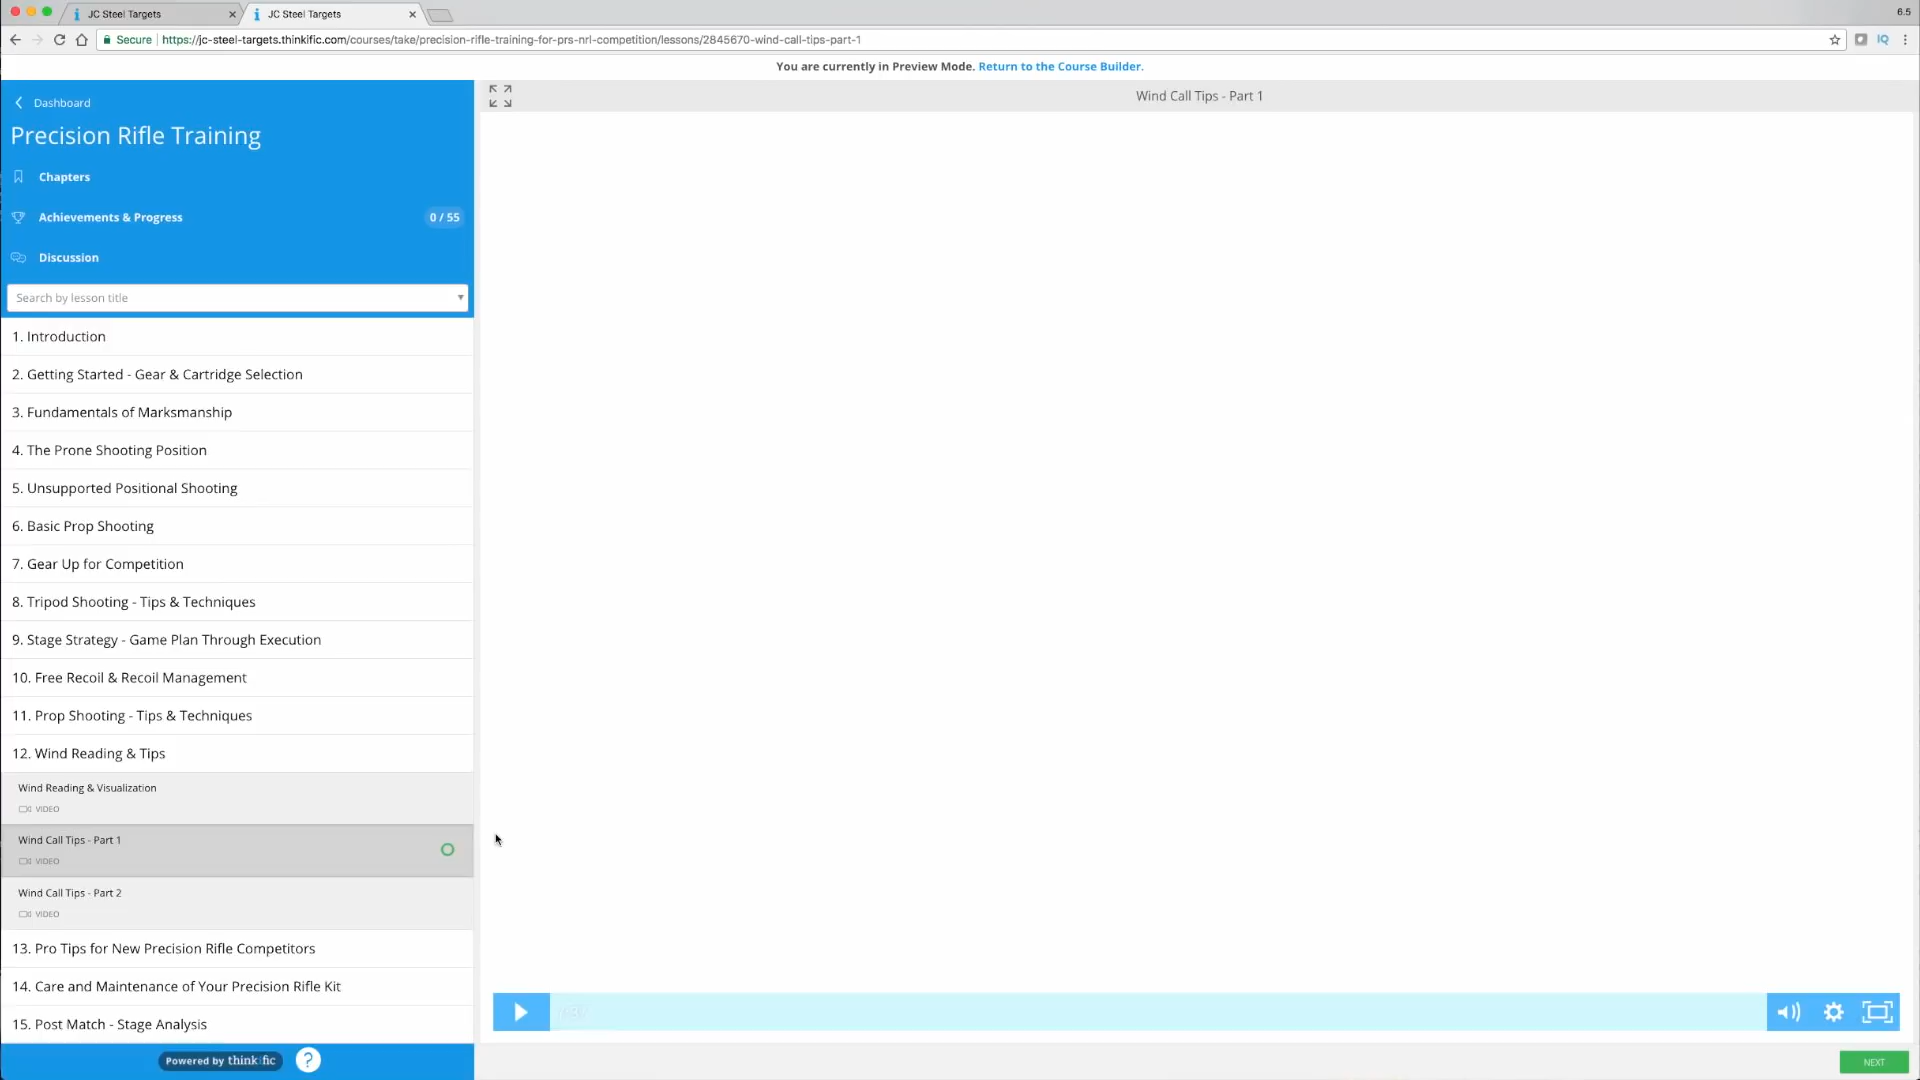 JC Steel Targets
JC Steel Targets
6.5
Secure
https://jc-steel-targets.thinkific.com/courses/take/precision-rifle-training-for-prs-nrl-competition/lessons/2845670-wind-call-tips-part-1
IQ
You are currently in Preview Mode. Return to the Course Builder.
Dashboard
Precision Rifle Training
Chapters
Achievements & Progress
0 / 55
Discussion
Search by lesson title
1. Introduction
2. Getting Started - Gear & Cartridge Selection
3. Fundamentals of Marksmanship
4. The Prone Shooting Position
5. Unsupported Positional Shooting
6. Basic Prop Shooting
7. Gear Up for Competition
8. Tripod Shooting - Tips & Techniques
9. Stage Strategy - Game Plan Through Execution
10. Free Recoil & Recoil Management
11. Prop Shooting - Tips & Techniques
12. Wind Reading & Tips
Wind Reading & Visualization
VIDEO
Wind Call Tips - Part 1
VIDEO
Wind Call Tips - Part 2
VIDEO
13. Pro Tips for New Precision Rifle Competitors
14. Care and Maintenance of Your Precision Rifle Kit
15. Post Match - Stage Analysis
Powered by thinkific
?
Wind Call Tips - Part 1
NEXT